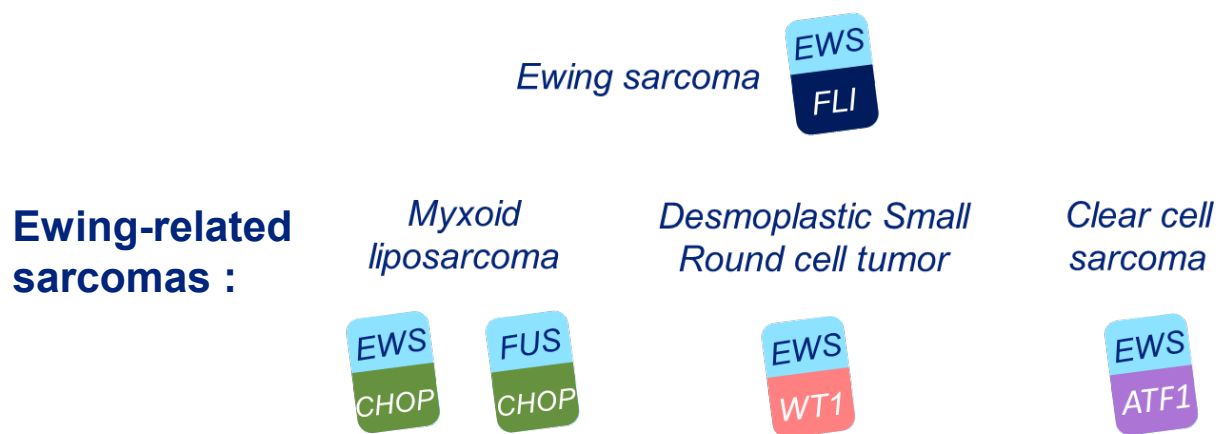 Ewing sarcoma
EWS
FLI
Ewing-related
sarcomas :
Myxoid
liposarcoma
Desmoplastic Small
Round cell tumor
Clear cell
sarcoma
EWS
CHOP
FUS
CHOP
EWS
WT1
EWS
ATF1